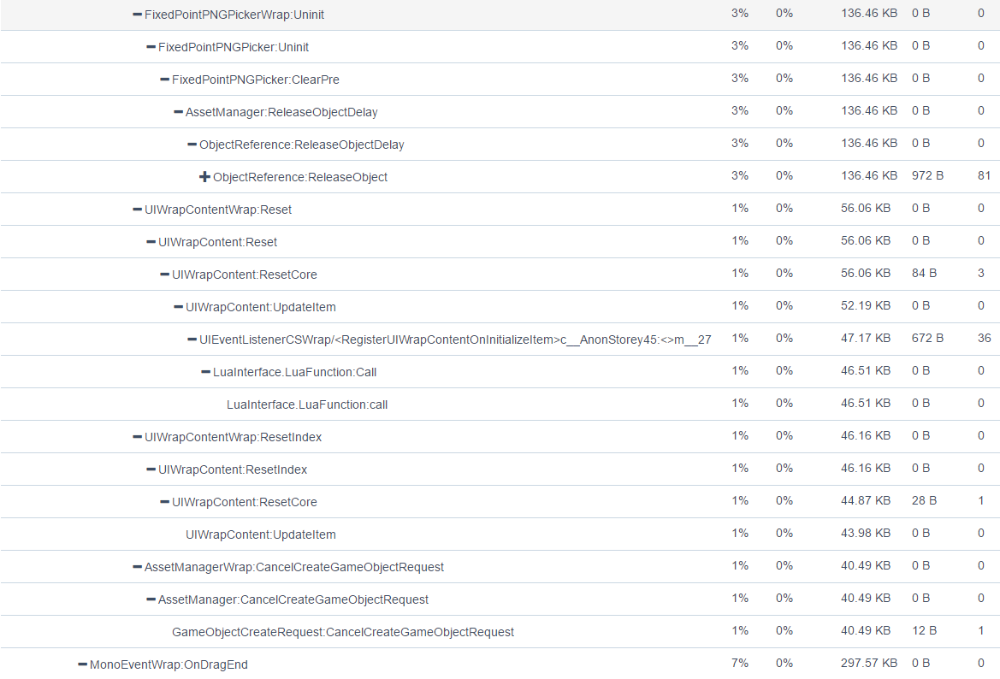 FixedPointPNGPickerWrap:Uninit 3% 0% 136.46 KB 0 B 0
FixedPointPNGPicker:Uninit 3% 0% 136.46 KB 0 B 0
FixedPointPNGPicker:ClearPre 3% 0% 136.46 KB 0 B 0
AssetManager:ReleaseObjectDelay 3% 0% 136.46 KB 0 B 0
ObjectReference:ReleaseObjectDelay 3% 0% 136.46 KB 0 B 0
ObjectReference:ReleaseObject 3% 0% 136.46 KB 972 B 81
UIWrapContentWrap:Reset 1% 0% 56.06 KB 0 B 0
UIWrapContent:Reset 1% 0% 56.06 KB 0 B 0
UIWrapContent:ResetCore 1% 0% 56.06 KB 84 B 3
UIWrapContent:UpdateItem 1% 0% 52.19 KB 0 B 0
UIEventListenerCSWrap/<RegisterUIWrapContentOnInitializeItem>c__AnonStorey45:<>m__27 1% 0% 47.17 KB 672 B 36
LuaInterface.LuaFunction:Call 1% 0% 46.51 KB 0 B 0
LuaInterface.LuaFunction:call 1% 0% 46.51 KB 0 B 0
UIWrapContentWrap:ResetIndex 1% 0% 46.16 KB 0 B 0
UIWrapContent:ResetIndex 1% 0% 46.16 KB 0 B 0
UIWrapContent:ResetCore 1% 0% 44.87 KB 28 B 1
UIWrapContent:UpdateItem 1% 0% 43.98 KB 0 B 0
AssetManagerWrap:CancelCreateGameObjectRequest 1% 0% 40.49 KB 0 B 0
AssetManager:CancelCreateGameObjectRequest 1% 0% 40.49 KB 0 B 0
GameObjectCreateRequest:CancelCreateGameObjectRequest 1% 0% 40.49 KB 12 B 1
MonoEventWrap:OnDragEnd 7% 0% 297.57 KB 0 B 0